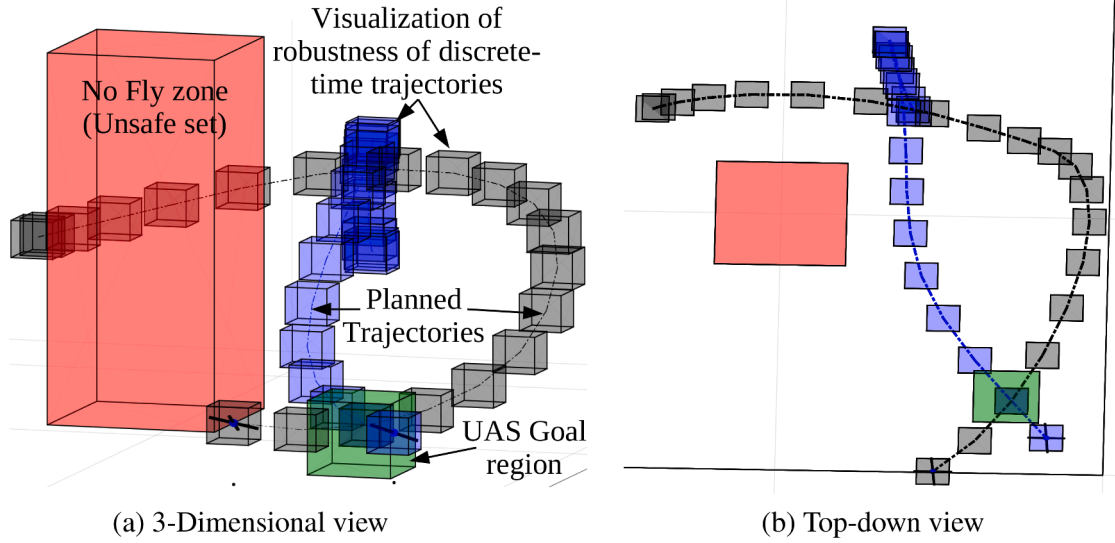 Visualization of
robustness of discrete-
time trajectories
No Fly zone
(Unsafe set)
Planned
Trajectories
UAS Goal
region
(a) 3-Dimensional view
(b) Top-down view